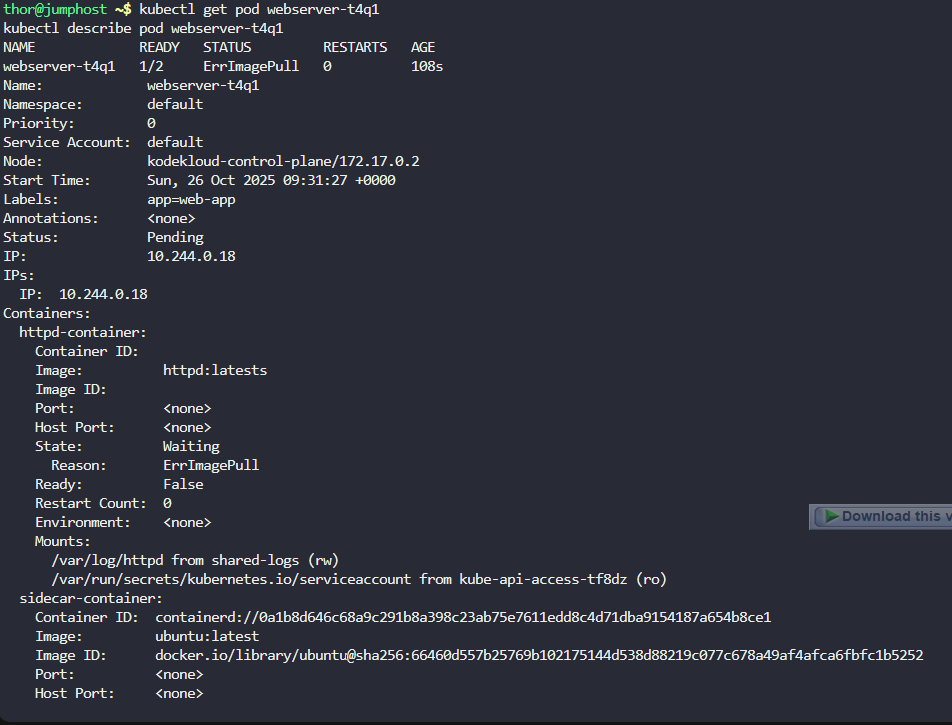 thor@jumphost ~$ kubectl get pod webserver-t4q1
kubectl describe pod webserver-t4q1
NAME             READY   STATUS         RESTARTS   AGE
webserver-t4q1   1/2     ErrImagePull   0          108s
Name:             webserver-t4q1
Namespace:        default
Priority:         0
Service Account:  default
Node:             kodekloud-control-plane/172.17.0.2
Start Time:       Sun, 26 Oct 2025 09:31:27 +0000
Labels:           app=web-app
Annotations:      <none>
Status:           Pending
IP:               10.244.0.18
IPs:
  IP:  10.244.0.18
Containers:
  httpd-container:
    Container ID:
    Image:          httpd:latests
    Image ID:
    Port:           <none>
    Host Port:      <none>
    State:          Waiting
      Reason:       ErrImagePull
    Ready:          False
    Restart Count:  0
    Environment:    <none>
    Mounts:
      /var/log/httpd from shared-logs (rw)
      /var/run/secrets/kubernetes.io/serviceaccount from kube-api-access-tf8dz (ro)
  sidecar-container:
    Container ID:  containerd://0a1b8d646c68a9c291b8a398c23ab75e7611edd8c4d71dba9154187a654b8ce1
    Image:         ubuntu:latest
    Image ID:      docker.io/library/ubuntu@sha256:66460d557b25769b102175144d538d88219c077c678a49af4afca6fbfc1b5252
    Port:          <none>
    Host Port:     <none>
Download this v